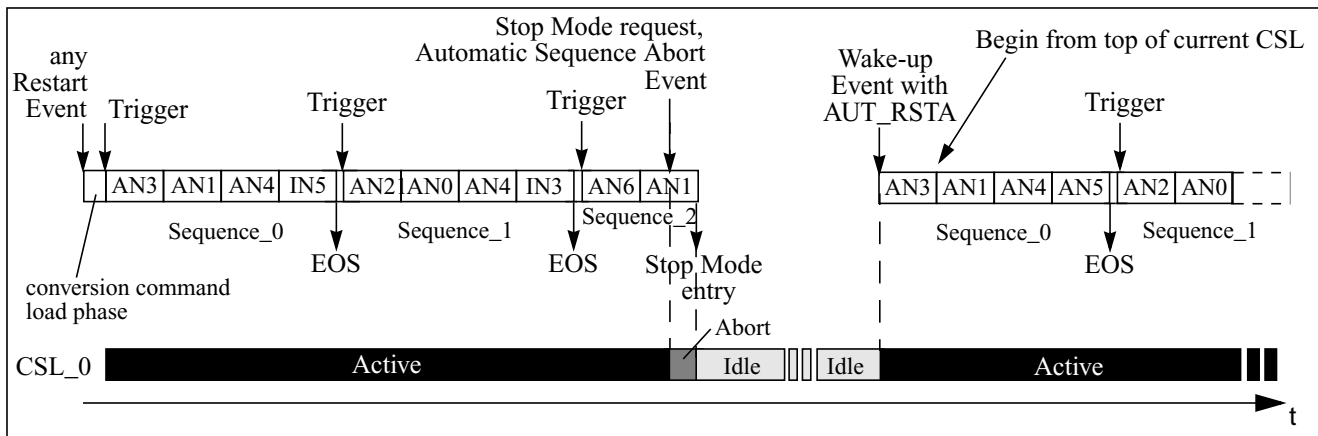 any
Restart
Event
Trigger
Trigger
Stop Mode request,
Automatic Sequence Abort
Event
Trigger
Wake-up
Event with
AUT_RSTA
Begin from top of current CSL
Trigger
AN3 AN1 AN4 IN5 AN21 AN0 AN4 IN3 AN6 AN1
AN3 AN1 AN4 AN5 AN2 AN0
Sequence_0
Sequence_1
Sequence_2
Sequence_0
Sequence_1
EOS
EOS
EOS
conversion command
load phase
Stop Mode
entry
Abort
CSL_0
Active
Idle
Idle
Active
t